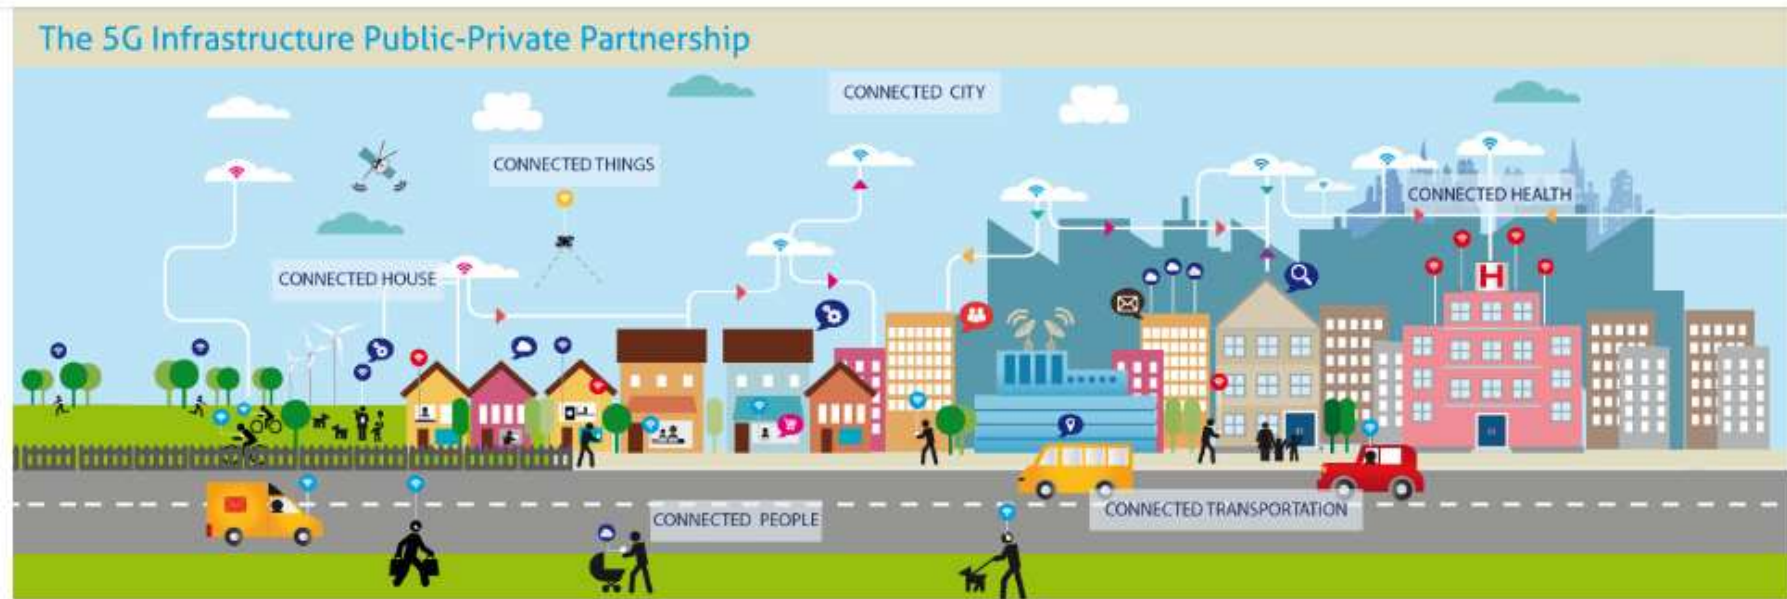 The 5G Infrastructure Public-Private Partnership
CONNECTED CITY
CONNECTED THINGS
CONNECTED HEALTH
CONNECTED HOUSE
H
CONNECTED TRANSPORTATION
CONNECTED PEOPLE